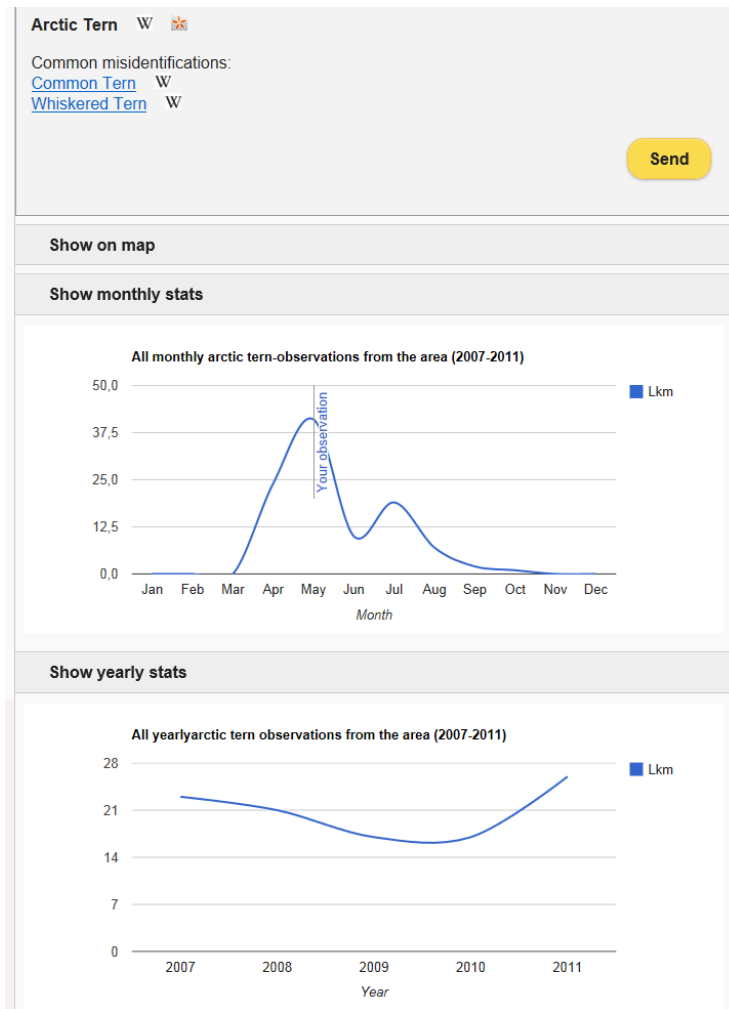 Arctic Tern W
Common misidentifications:
Common Tern W
Whiskered Tern W
Send
Show on map
Show monthly stats
All monthly arctic tern-observations from the area (2007-2011)
50,0
37,5
25,0
12,5
0,0
Your observation
Lkm
Jan Feb Mar Apr May Jun Jul Aug Sep Oct Nov Dec
Month
Show yearly stats
All yearlyarctic tern observations from the area (2007-2011)
28
21
14
7
0
Lkm
2007 2008 2009 2010 2011
Year